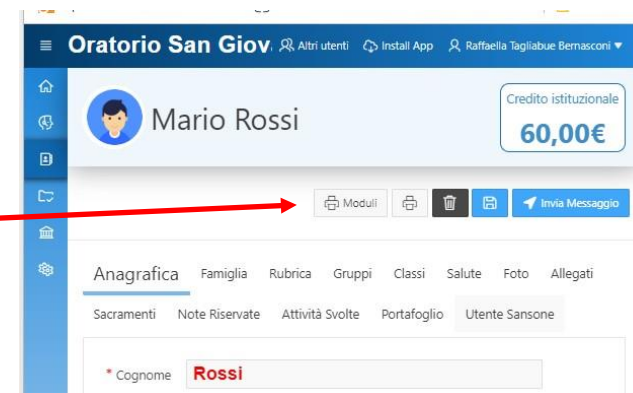 Oratorio San Giov. Altri utenti Install App Raffaella Tagliabue Bernasconi
Mario Rossi
Credito istituzionale
60,00€
Moduli Invia Messaggio
Anagrafica Famiglia Rubrica Gruppi Classi Salute Foto Allegati
Sacramenti Note Riservate Attività Svolte Portafoglio Utente Sansone
* Cognome Rossi